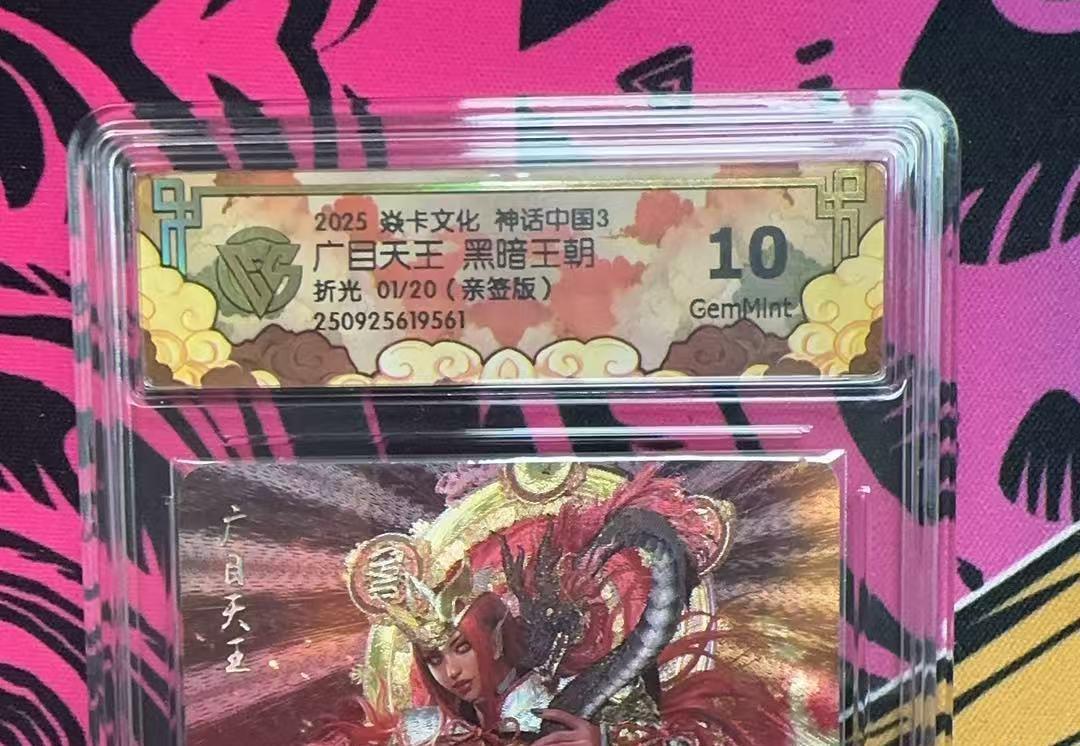 2025 焱卡文化 神话中国3
广目天王 黑暗王朝
折光 01/20（亲签版）
250925619561
10
GemMint
广目天王